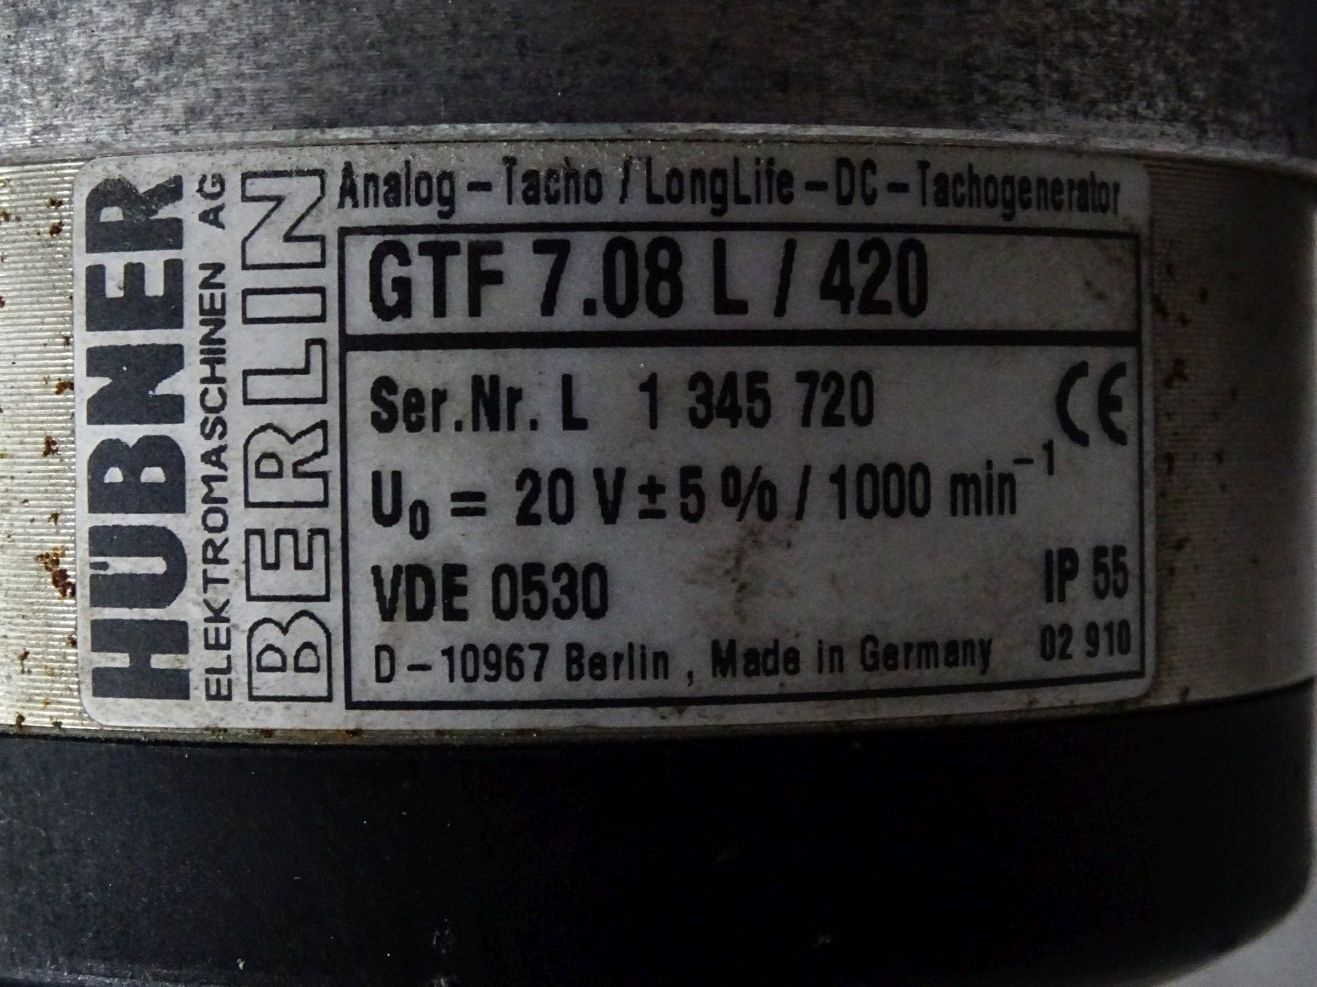 HÜBNER
ELEKTROMASCHINEN AG
BERLIN
Analog-Tacho / LongLife-DC-Tachogenerator
GTF 7.08 L / 420
Ser.Nr. L 1 345 720
CE
U₀ = 20 V ± 5 % / 1000 min⁻¹
VDE 0530
IP 55
D-10967 Berlin, Made in Germany
02 910